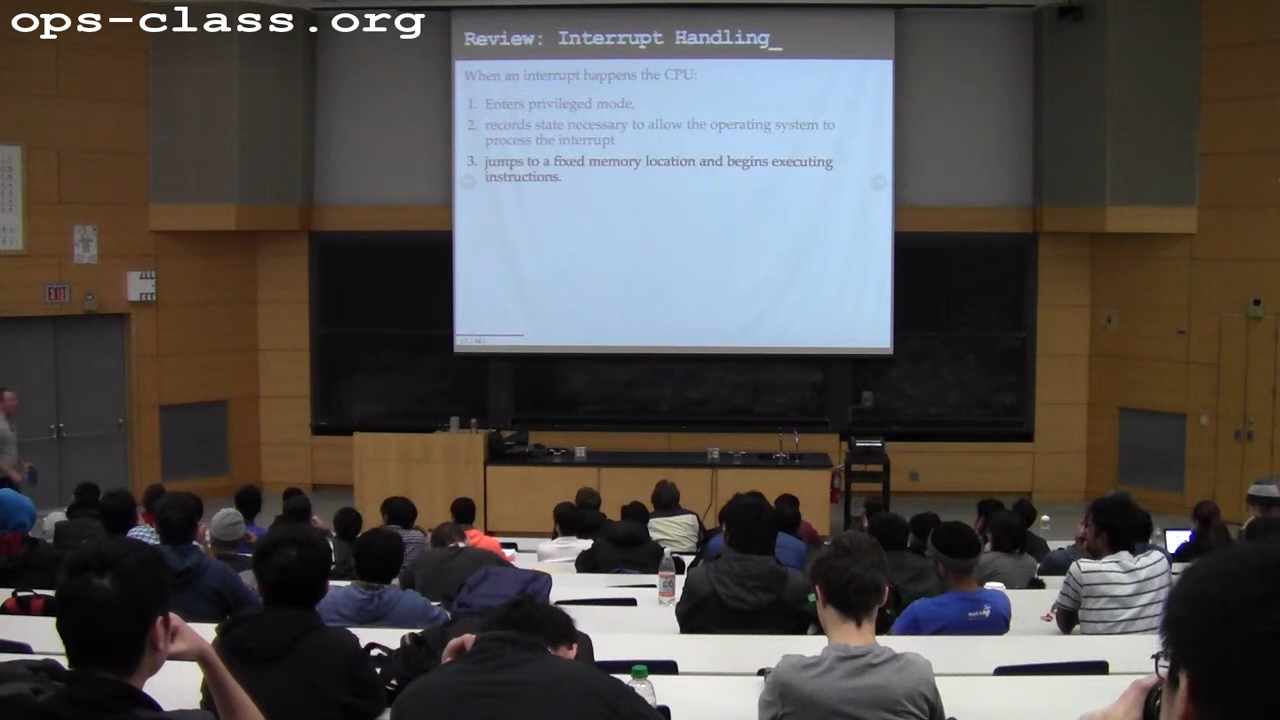 ops-class.org
Review: Interrupt Handling_
When an interrupt happens the CPU:
1. Enters privileged mode,
2. records state necessary to allow the operating system to
process the interrupt
3. jumps to a fixed memory location and begins executing
instructions.
EXIT